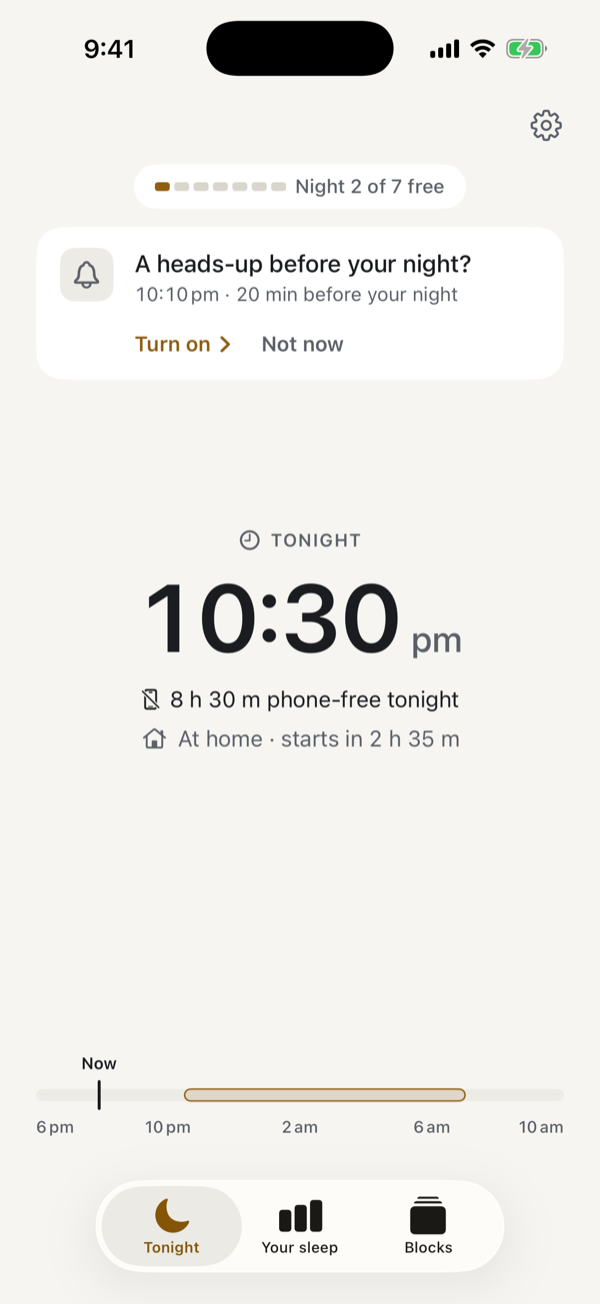 9:41
Night 2 of 7 free
A heads-up before your night?
10:10 pm · 20 min before your night
Turn on Not now
TONIGHT
10:30 pm
8 h 30 m phone-free tonight
At home · starts in 2 h 35 m
Now
6 pm 10 pm 2 am 6 am 10 am
Tonight Your sleep Blocks